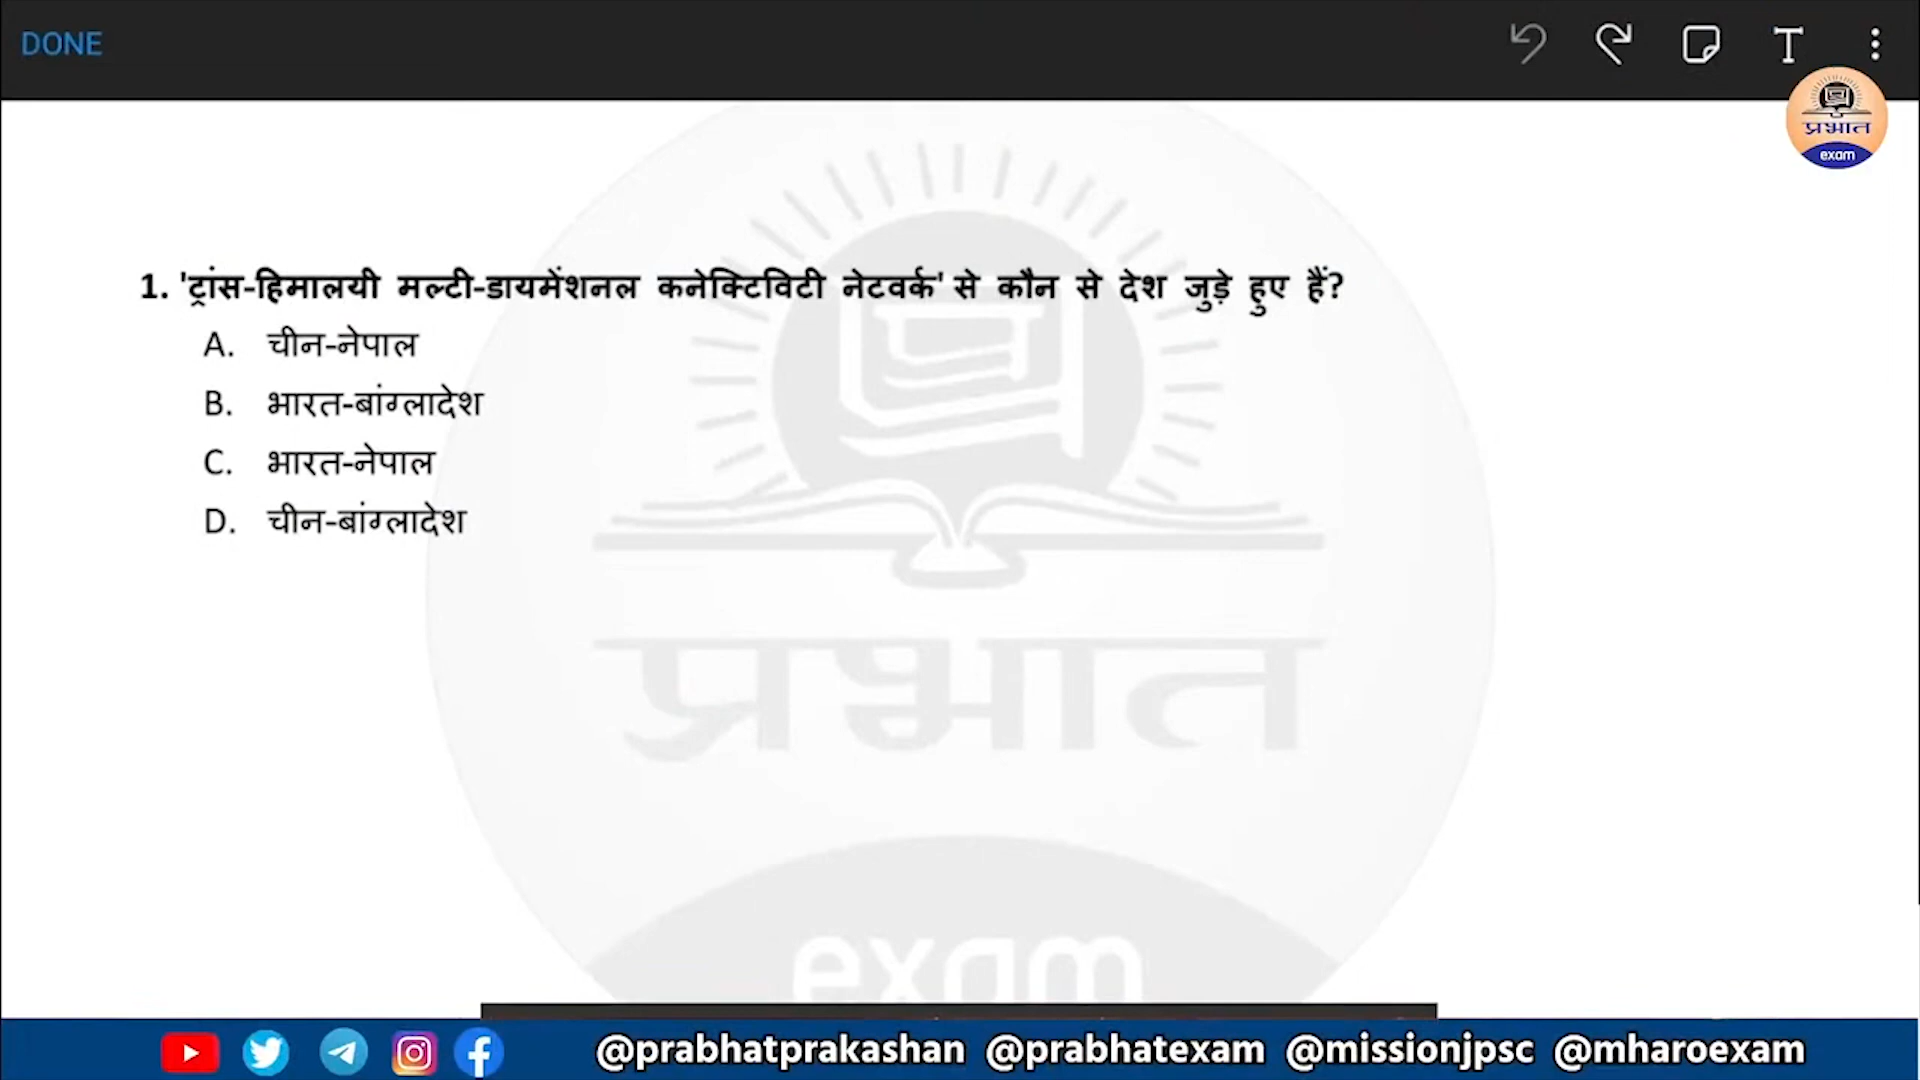 DONE
प्रभात
exam
1. 'ट्रांस-हिमालयी मल्टी-डायमेंशनल कनेक्टिविटी नेटवर्क' से कौन से देश जुड़े हुए हैं?
A. चीन-नेपाल
B. भारत-बांग्लादेश
C. भारत-नेपाल
D. चीन-बांग्लादेश
प्रभात
exam
@prabhatprakashan @prabhatexam @missionjpsc @mharoexam